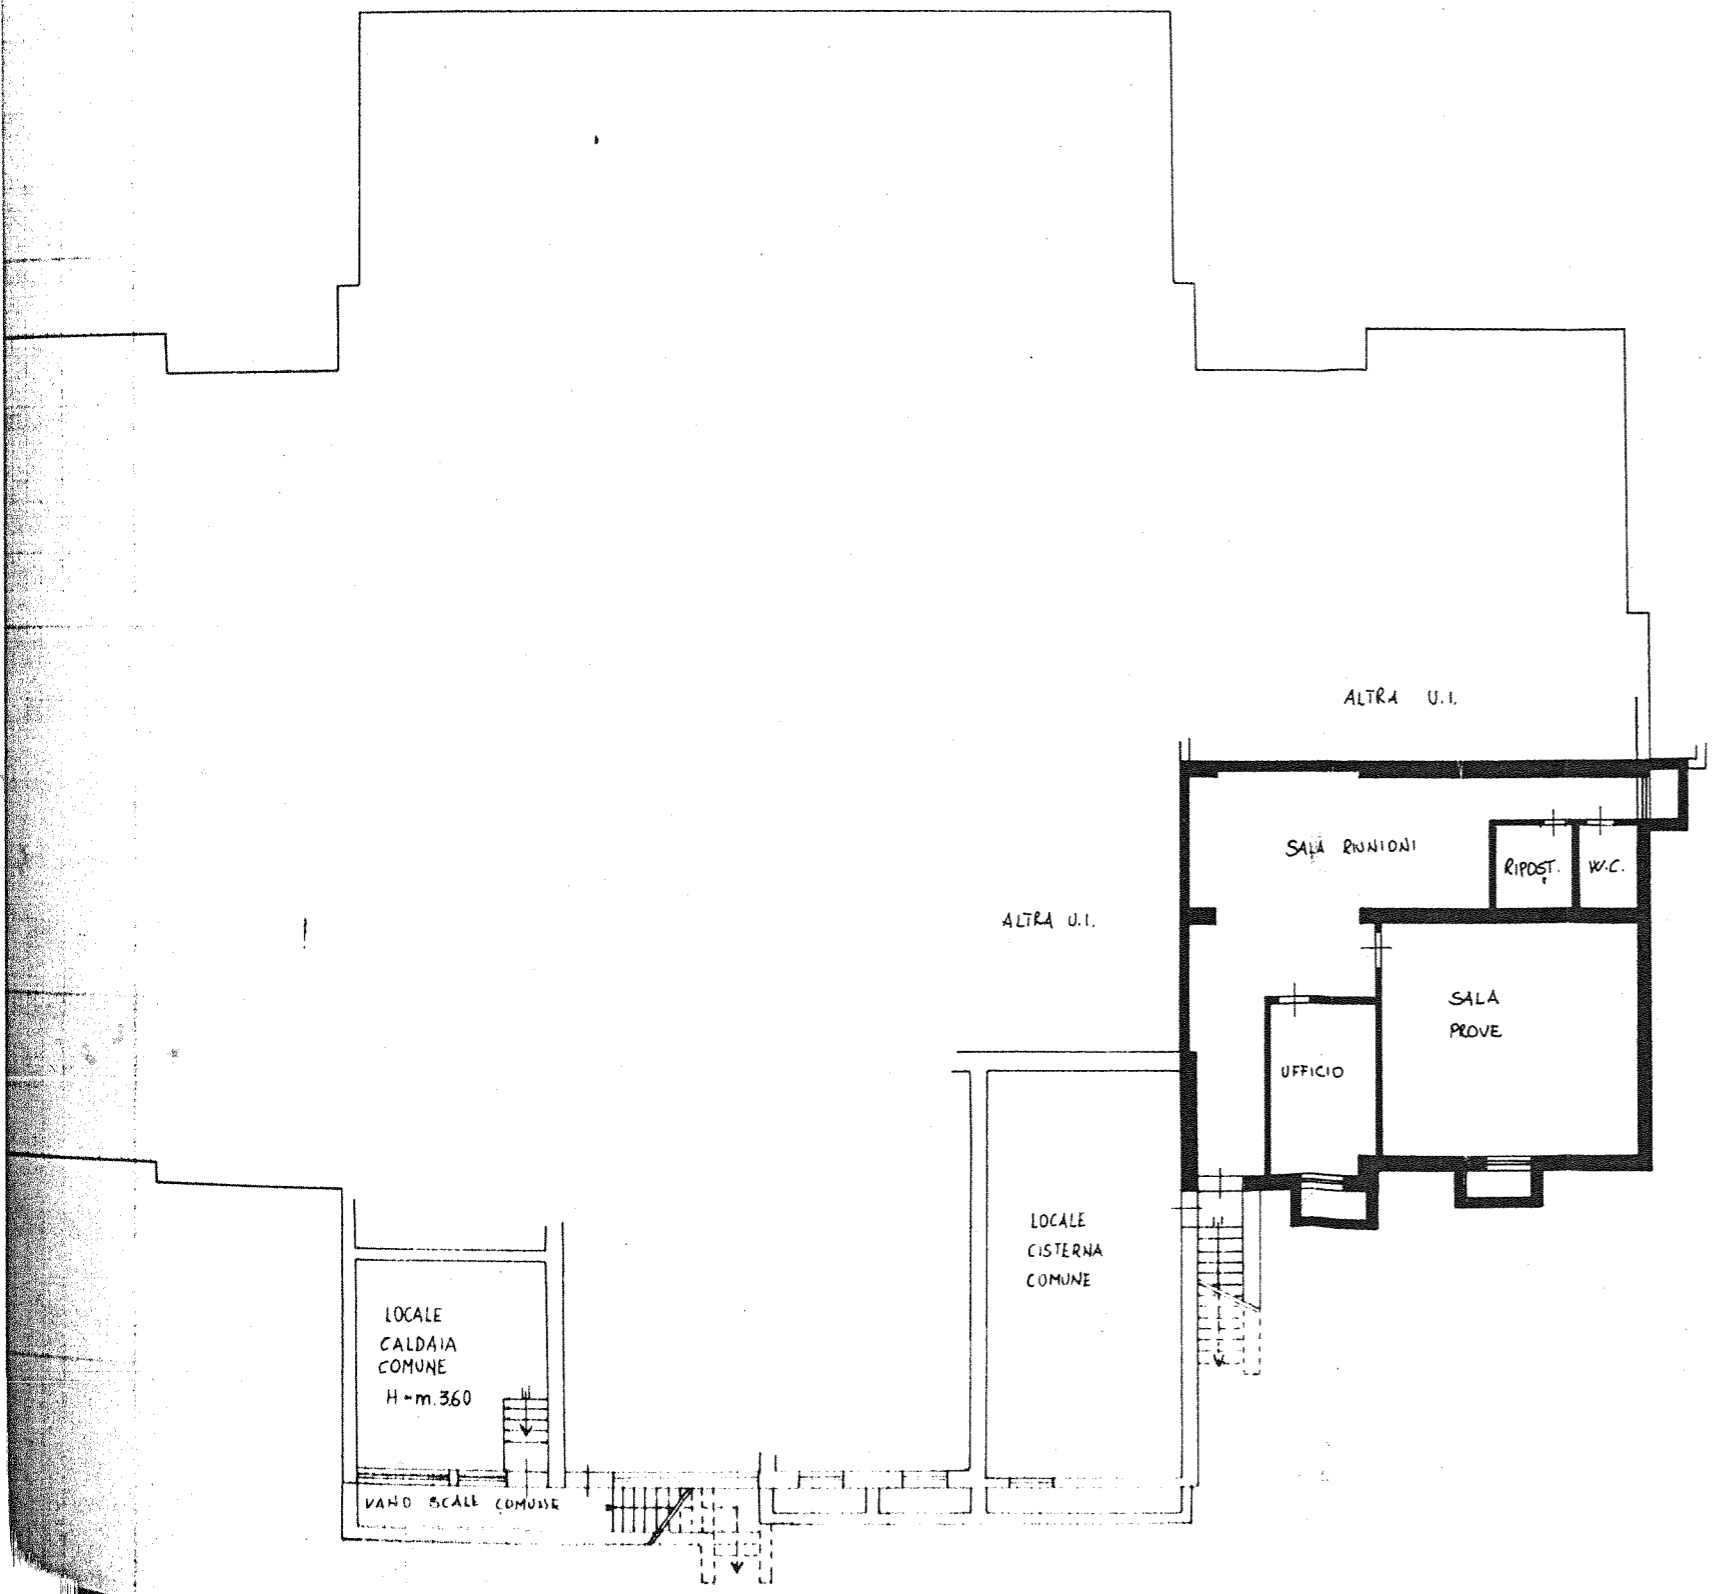 ALTRA U.I.
SALA RIUNIONI
RIPOST.
W.C.
ALTRA U.I.
SALA
PROVE
UFFICIO
LOCALE
CISTERNA
COMUNE
LOCALE
CALDAIA
COMUNE
H=m.3.60
VANO SCALE COMUNE